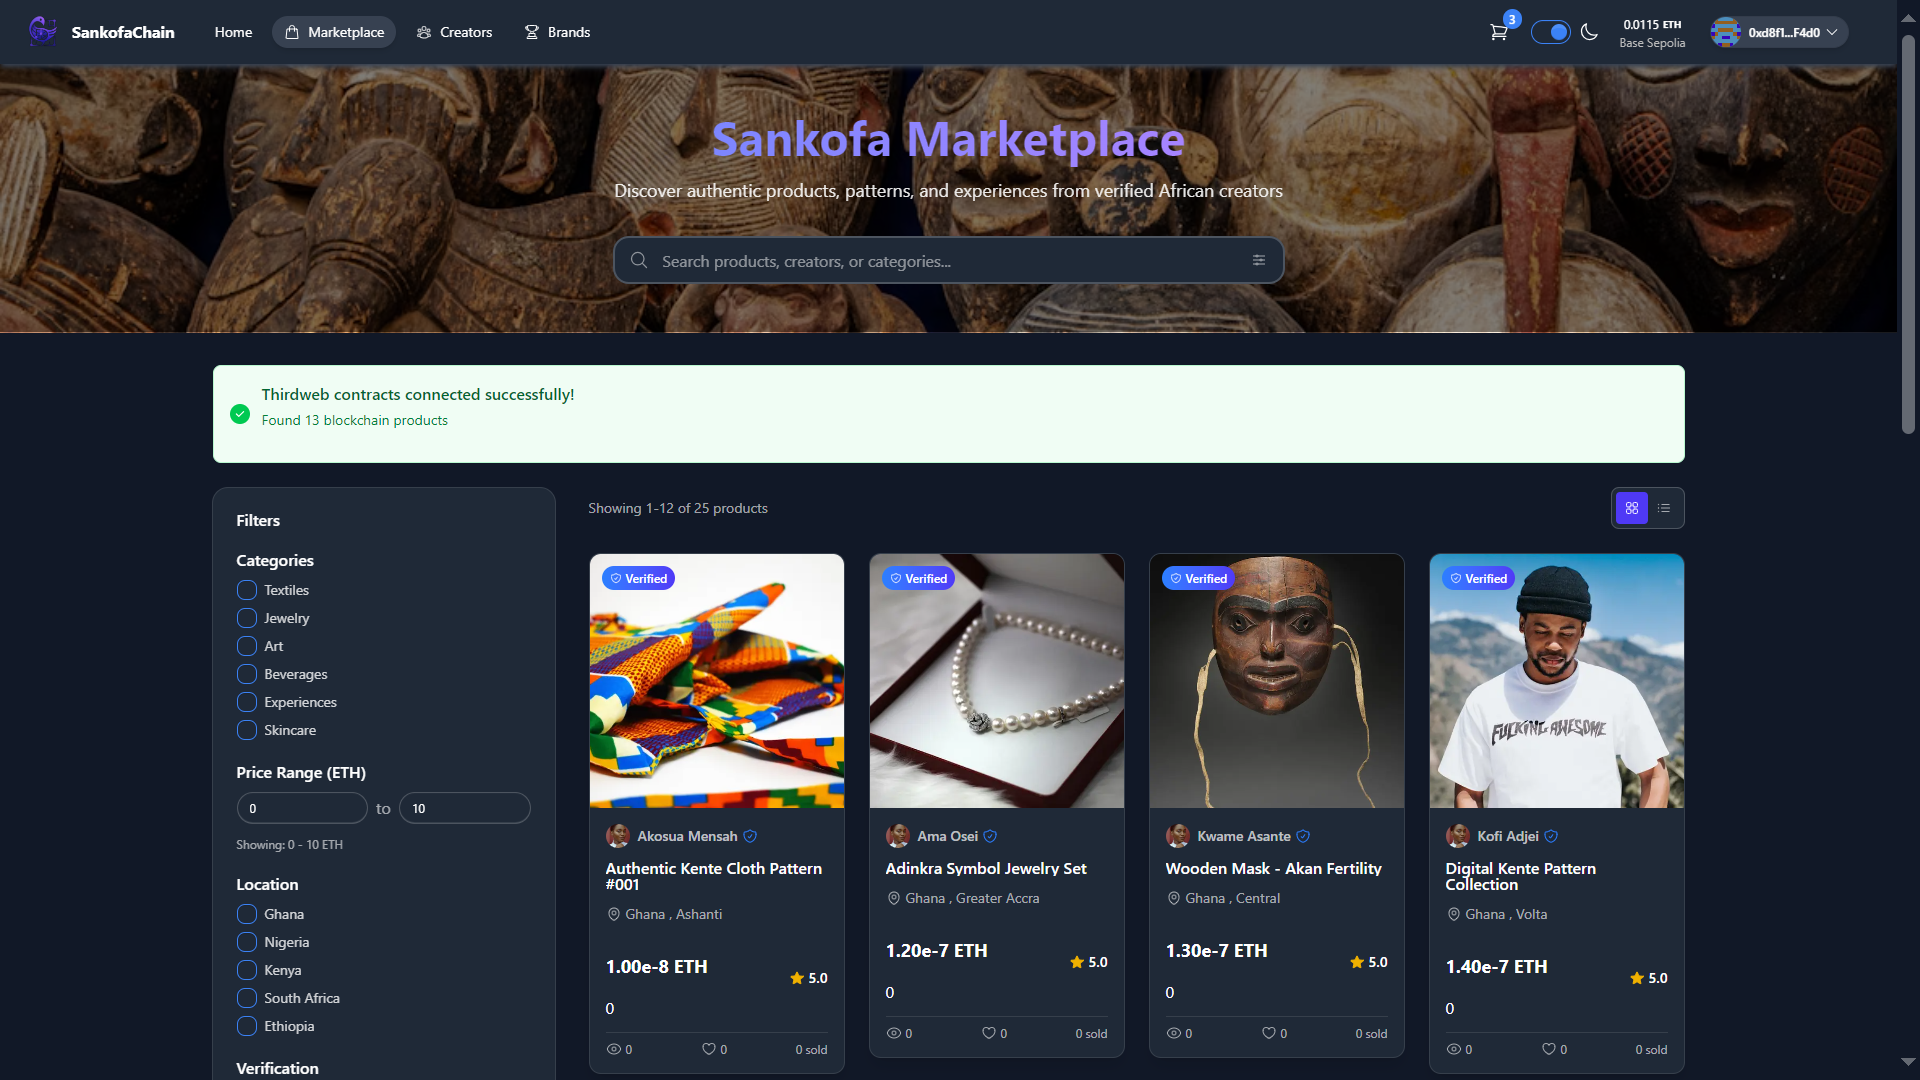 SankofaChain
Home
Marketplace
Creators
Brands
3
0.0115 ETH
Base Sepolia
0xd8f1...F4d0
Sankofa Marketplace
Discover authentic products, patterns, and experiences from verified African creators
Search products, creators, or categories...
Thirdweb contracts connected successfully!
Found 13 blockchain products
Filters
Categories
Textiles
Jewelry
Art
Beverages
Experiences
Skincare
Price Range (ETH)
0 to 10
Showing: 0 - 10 ETH
Location
Ghana
Nigeria
Kenya
South Africa
Ethiopia
Verification
Showing 1-12 of 25 products
Verified
Akosua Mensah
Authentic Kente Cloth Pattern
#001
Ghana , Ashanti
1.00e-8 ETH
5.0
0
0 0 0 sold
Verified
Ama Osei
Adinkra Symbol Jewelry Set
Ghana , Greater Accra
1.20e-7 ETH
5.0
0
0 0 0 sold
Verified
Kwame Asante
Wooden Mask - Akan Fertility
Ghana , Central
1.30e-7 ETH
5.0
0
0 0 0 sold
Verified
FUCKING AWESOME
Kofi Adjei
Digital Kente Pattern
Collection
Ghana , Volta
1.40e-7 ETH
5.0
0
0 0 0 sold